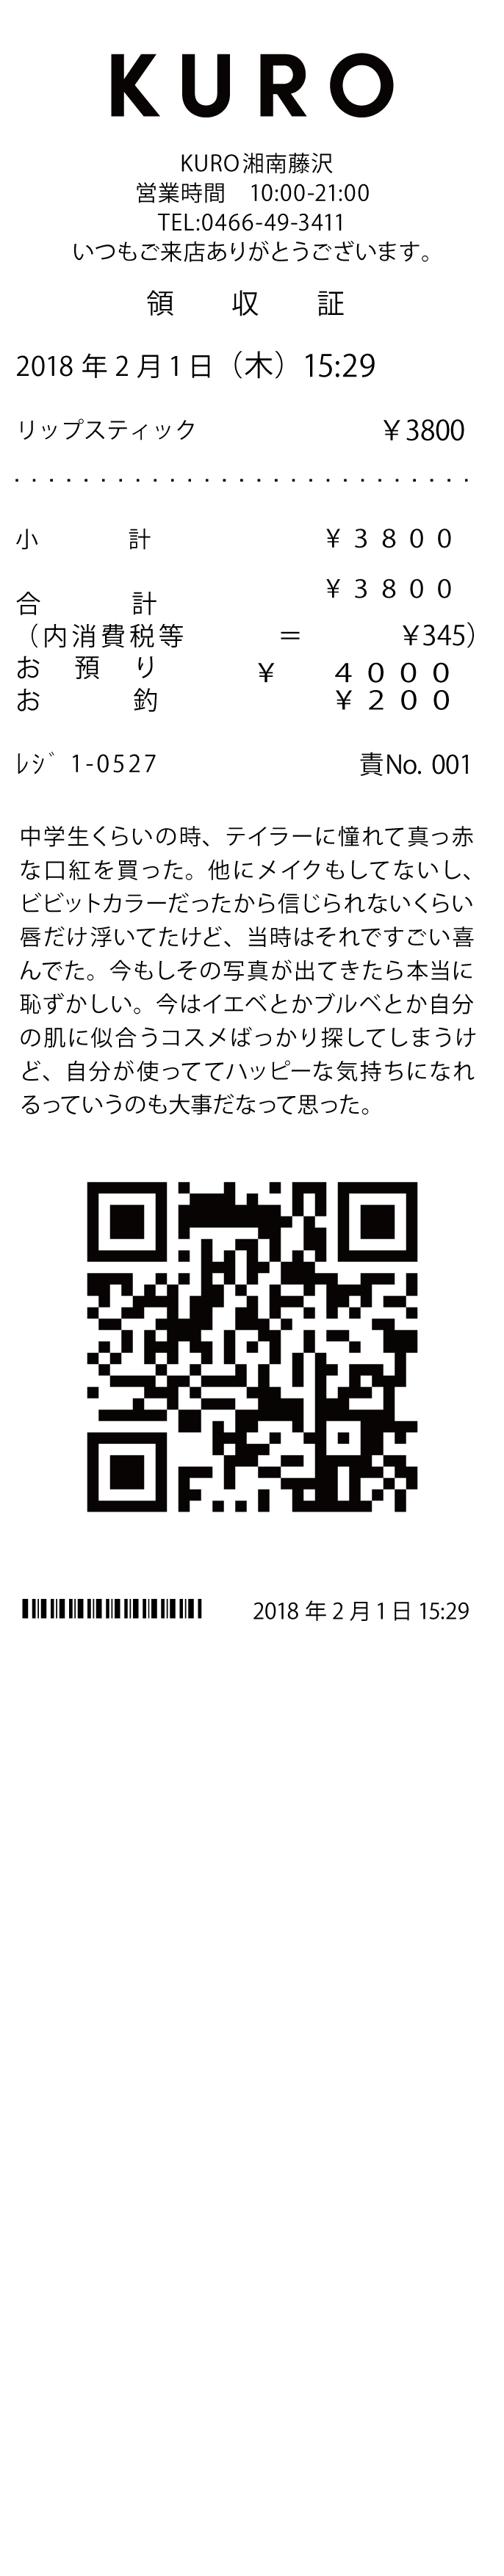 KURO
KURO湘南藤沢
営業時間　10:00-21:00
TEL:0466-49-3411
いつもご来店ありがとうございます。
領　収　証
2018年2月1日（木）15:29
リップスティック　￥3800
小　計　￥３８００
合　計　￥３８００
（内消費税等　＝　￥345）
お預り　￥　４０００
お　釣　￥２００
ﾚｼﾞ 1-0527　責No. 001
中学生くらいの時、テイラーに憧れて真っ赤
な口紅を買った。他にメイクもしてないし、
ビビットカラーだったから信じられないくらい
唇だけ浮いてたけど、当時はそれですごい喜
んでた。今もしその写真が出てきたら本当に
恥ずかしい。今はイエベとかブルベとか自分
の肌に似合うコスメばっかり探してしまうけ
ど、自分が使っててハッピーな気持ちになれ
るっていうのも大事だなって思った。
2018年2月1日 15:29